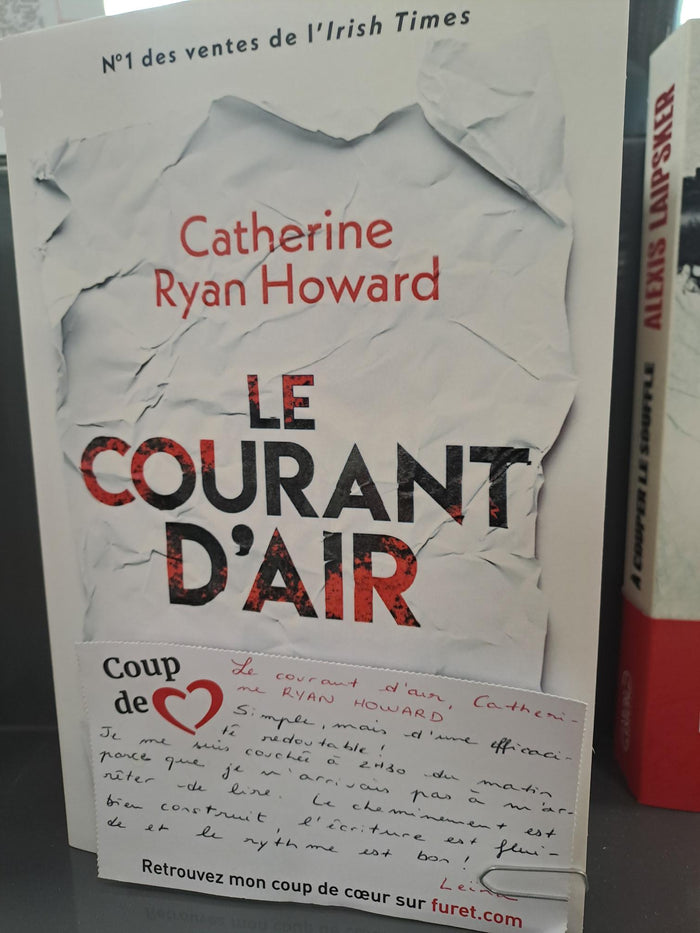 N°1 des ventes de l'Irish Times
Catherine
Ryan Howard
LE
COURANT
D'AIR
Coup
de
Le courant d'air, Catheri-
ne RYAN HOWARD
Simple, mais d'une efficaci-
té redoutable !
Je me suis couchée à 2H30 du matin
parce que je n'arrivais pas à m'ar-
rêter de lire. Le cheminement est
bien construit, l'écriture est flui-
de et le rythme est bon !
Retrouvez mon coup de cœur sur furet.com
ALEXIS LAIPSKER
À COUPER LE SOUFFLE